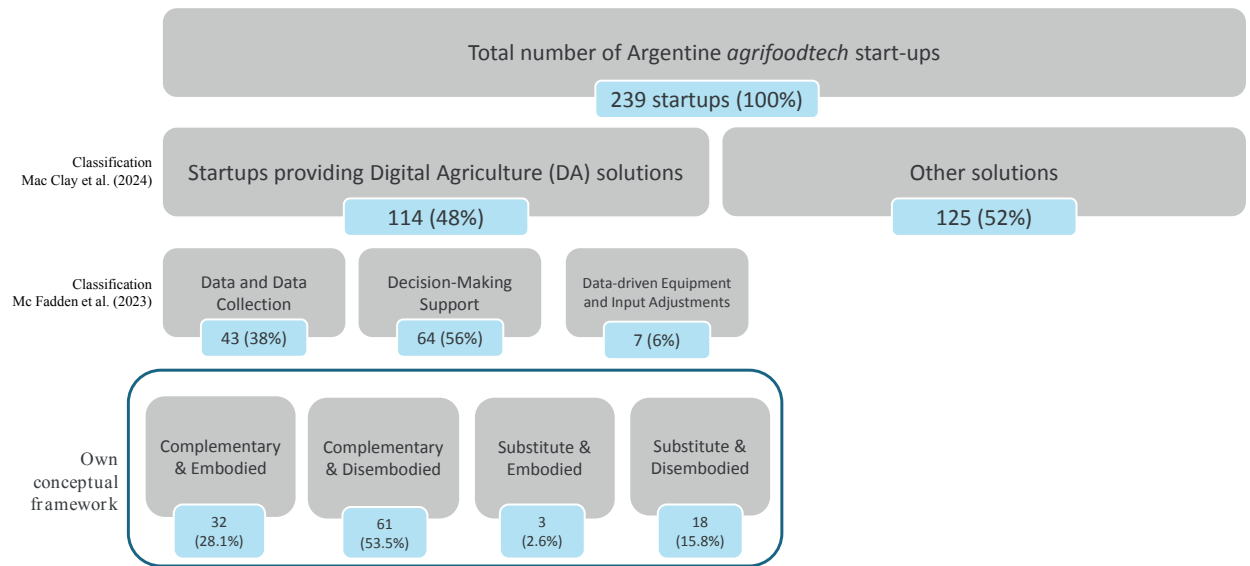 Total number of Argentine agrifoodtech start-ups
239 startups (100%)
Classification
Mac Clay et al. (2024)
Startups providing Digital Agriculture (DA) solutions
114 (48%)
Other solutions
125 (52%)
Classification
Mc Fadden et al. (2023)
Data and Data
Collection
43 (38%)
Decision-Making
Support
64 (56%)
Data-driven Equipment
and Input Adjustments
7 (6%)
Own
conceptual
framework
Complementary
& Embodied
32
(28.1%)
Complementary
& Disembodied
61
(53.5%)
Substitute &
Embodied
3
(2.6%)
Substitute &
Disembodied
18
(15.8%)